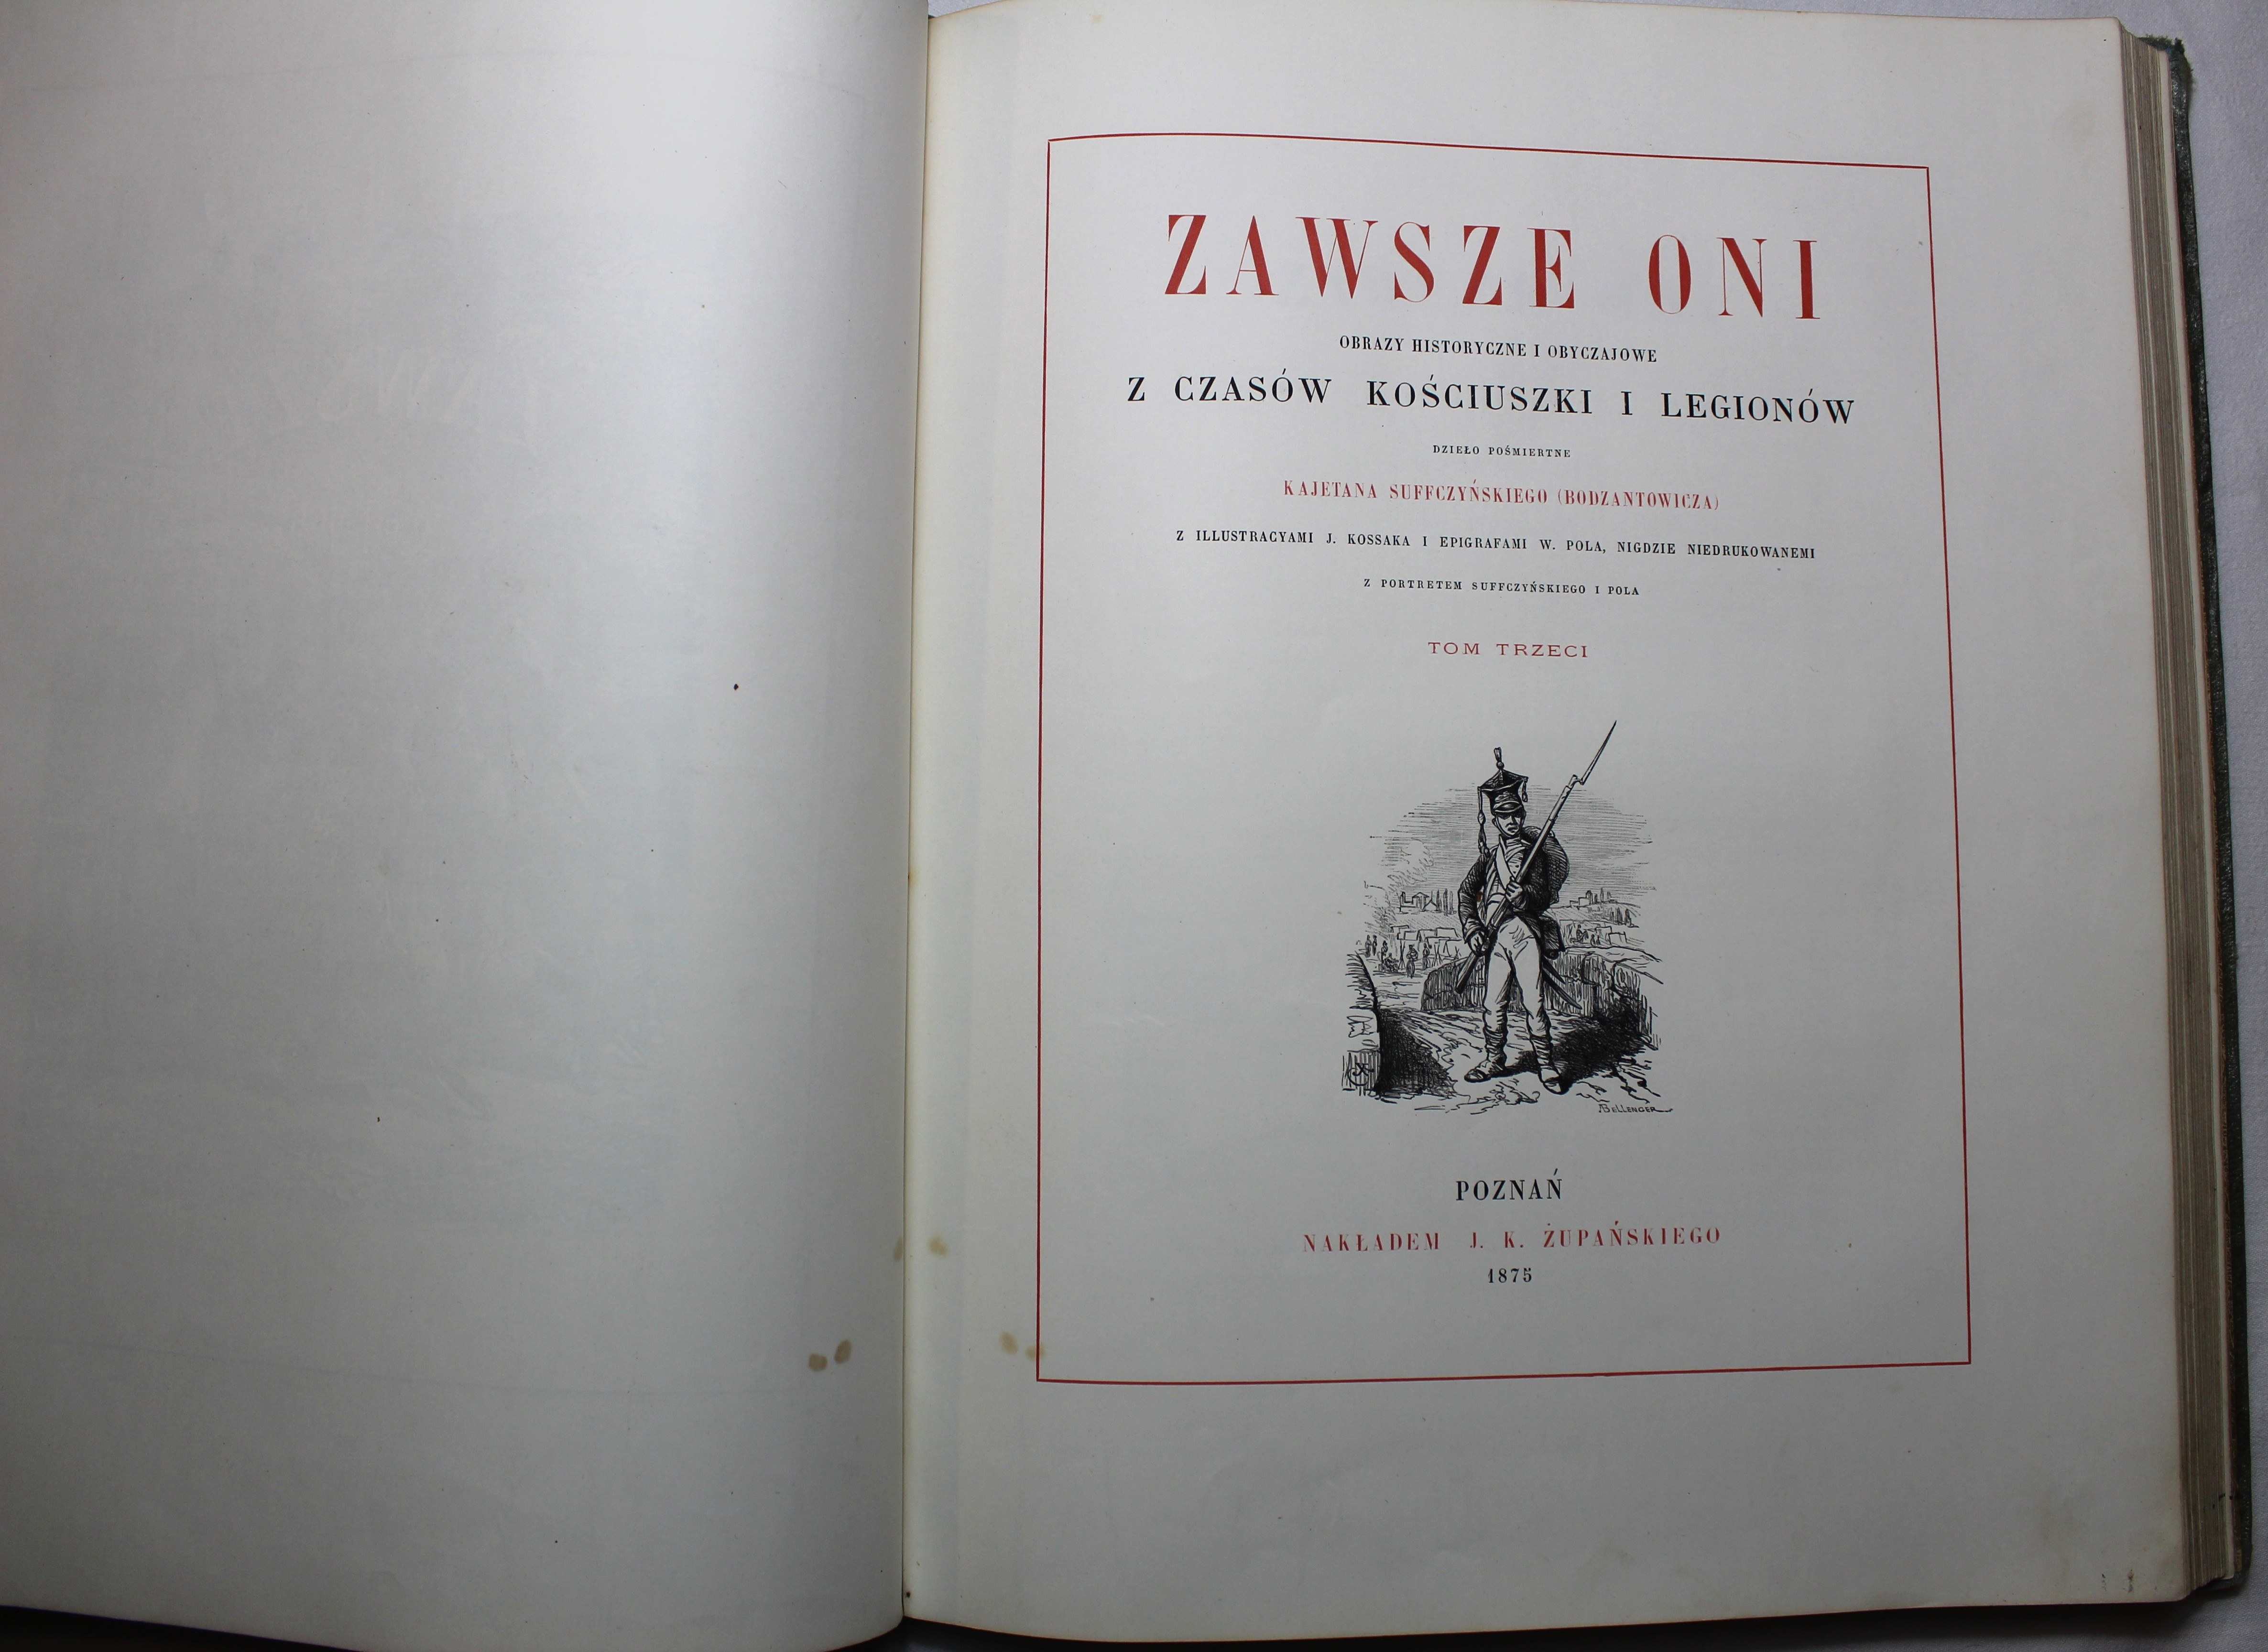 ZAWSZE ONI
OBRAZY HISTORYCZNE I OBYCZAJOWE
Z CZASÓW KOŚCIUSZKI I LEGIONÓW
DZIEŁO POŚMIERTNE
KAJETANA SUFFCZYŃSKIEGO (BODZANTOWICZA)
Z ILLUSTRACYAMI J. KOSSAKA I EPIGRAFAMI W. POLA, NIGDZIE NIEDRUKOWANEMI
Z PORTRETEM SUFFCZYŃSKIEGO I POLA
TOM TRZECI
ABELLENGER
POZNAŃ
NAKŁADEM J. K. ŻUPAŃSKIEGO
1875